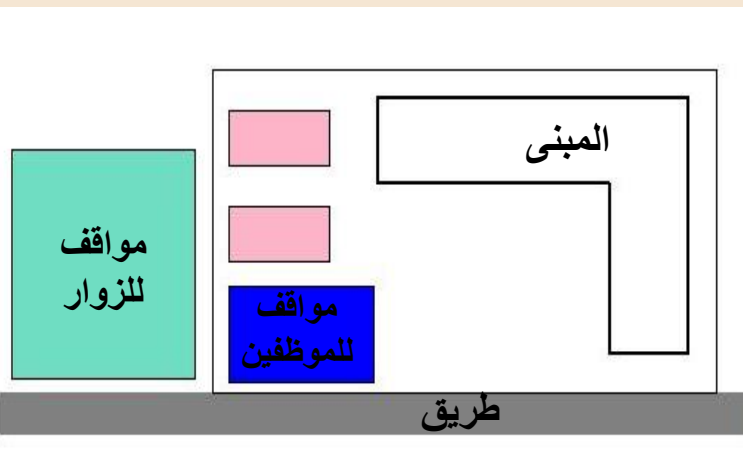 المبنى
مواقف
للزوار
مواقف
للموظفين
طريق